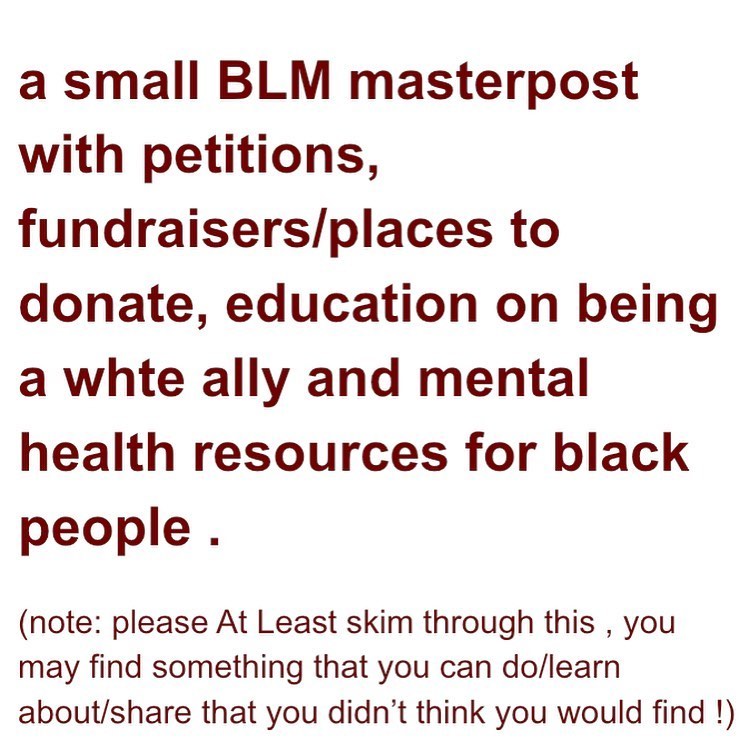 a small BLM masterpost
with petitions,
fundraisers/places to
donate, education on being
a whte ally and mental
health resources for black
people .
(note: please At Least skim through this , you
may find something that you can do/learn
about/share that you didn’t think you would find !)